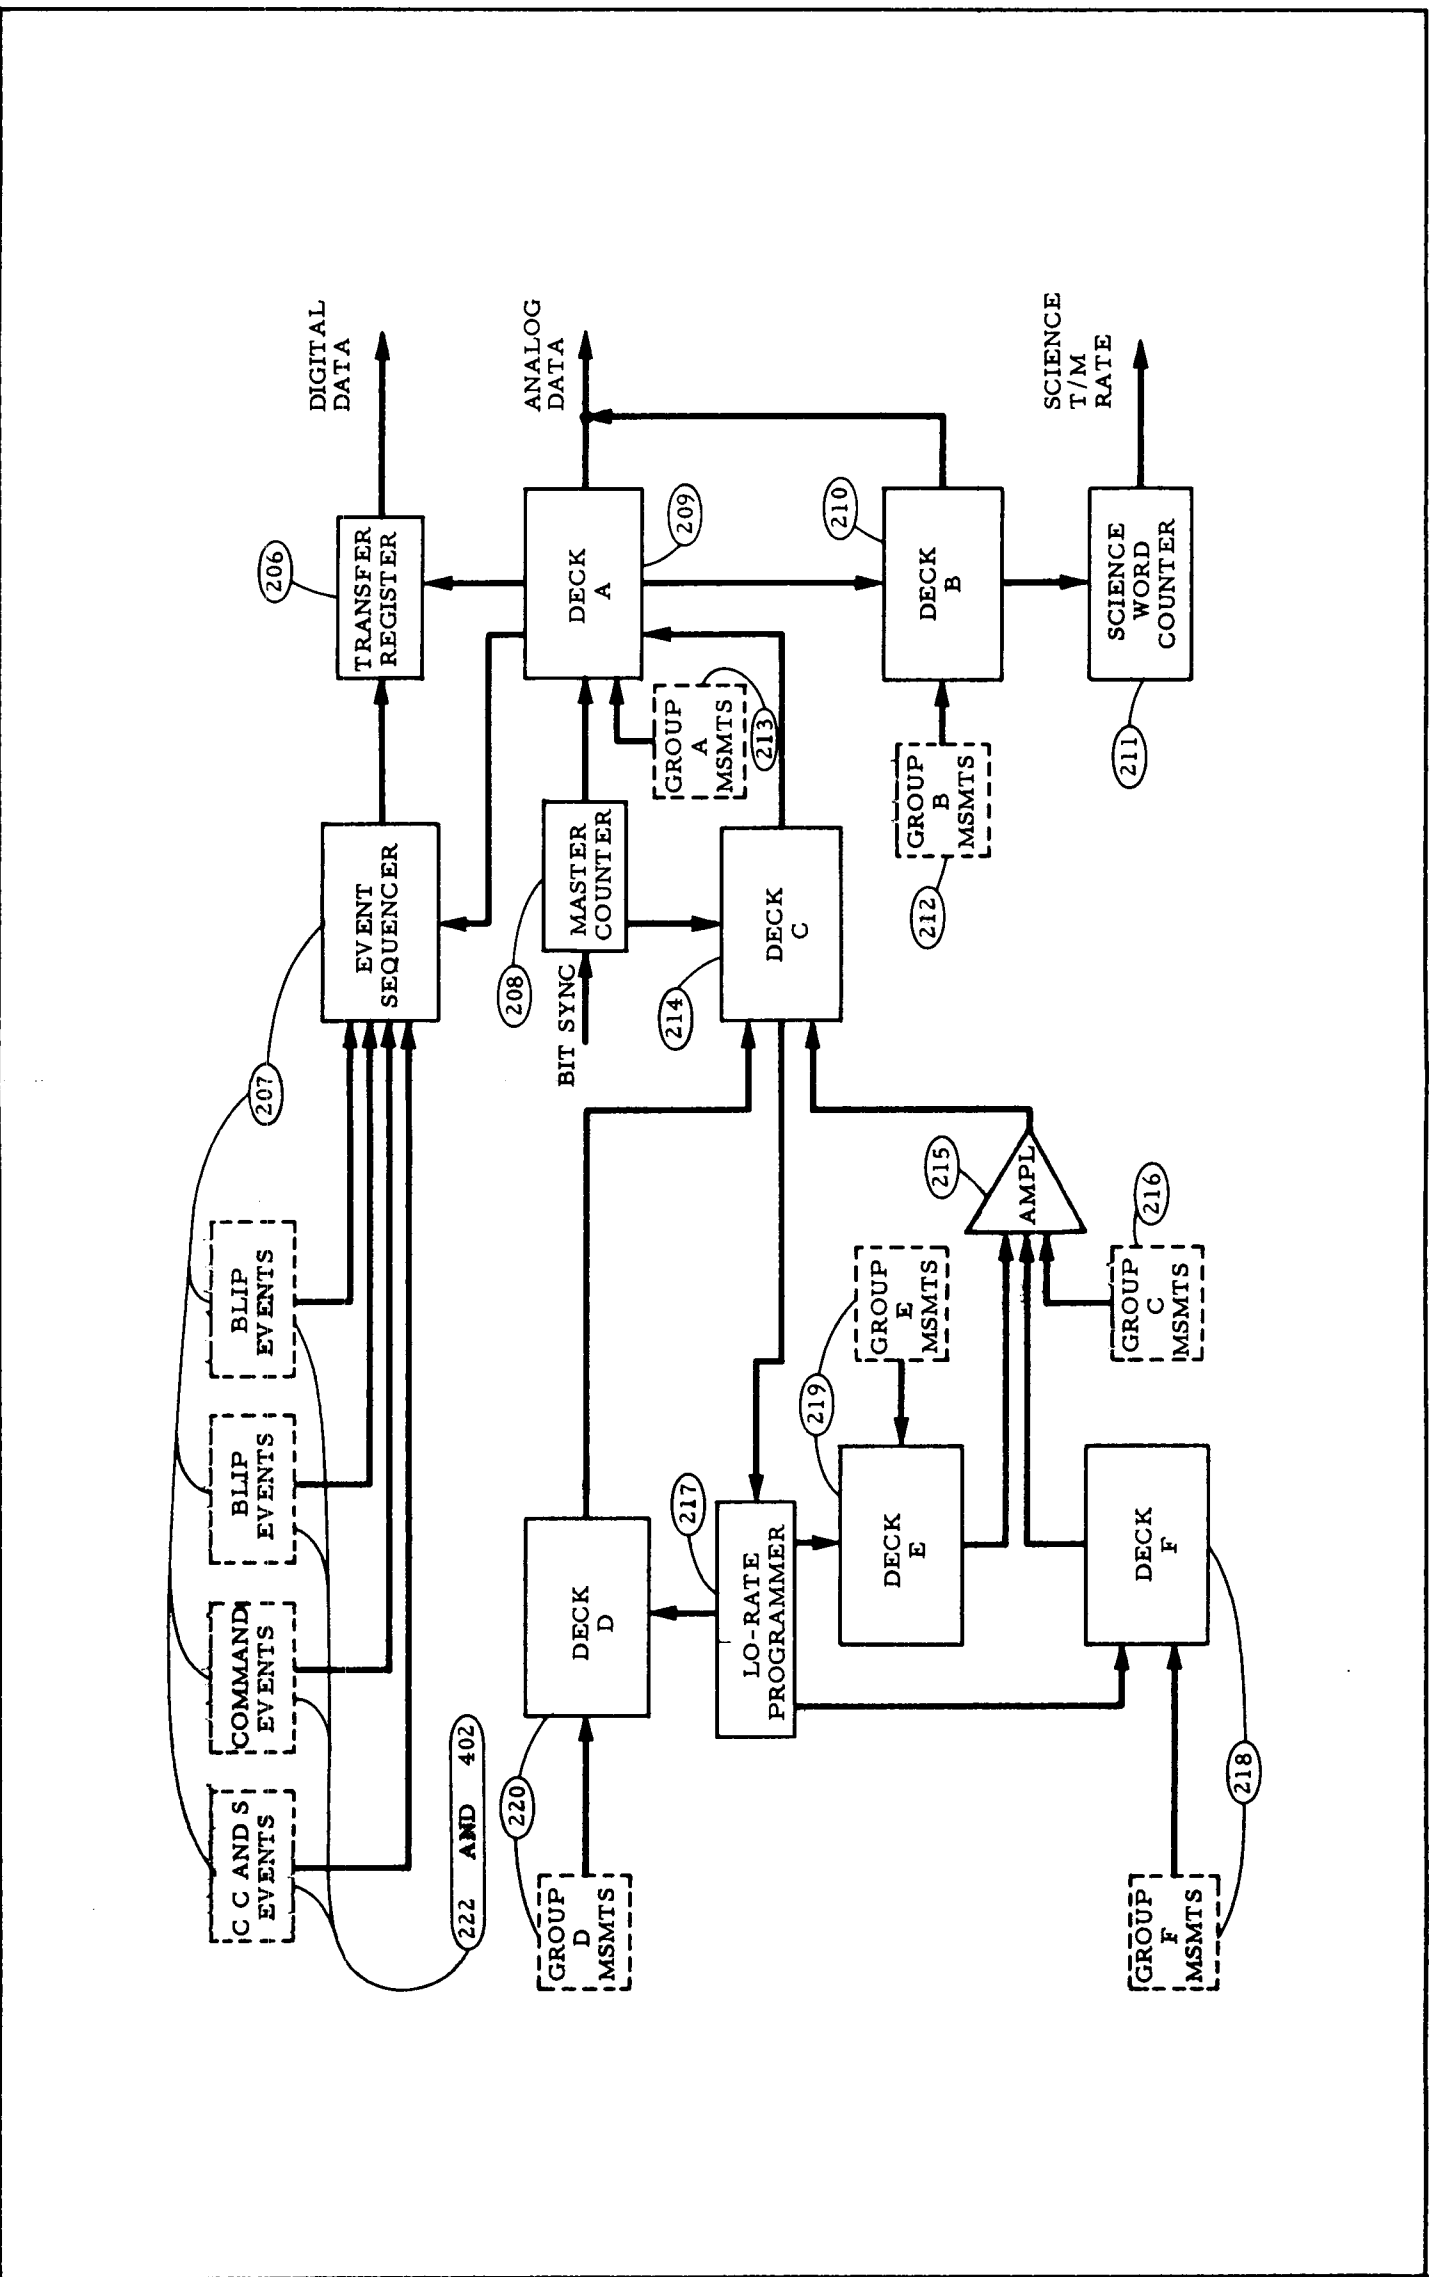 C C AND S
EVENTS
COMMAND
EVENTS
BLIP
EVENTS
BLIP
EVENTS
207
EVENT
SEQUENCER
206
TRANSFER
REGISTER
DIGITAL
DATA
222 AND 402
220
GROUP
D
MSMTS
DECK
D
BIT SYNC
208
MASTER
COUNTER
DECK
A
209
ANALOG
DATA
GROUP
A
MSMTS
213
217
LO-RATE
PROGRAMMER
214
DECK
C
219
GROUP
E
MSMTS
DECK
E
215
AMPL
216
GROUP
C
MSMTS
212
GROUP
B
MSMTS
210
DECK
B
GROUP
F
MSMTS
218
DECK
F
211
SCIENCE
WORD
COUNTER
SCIENCE
T/M
RATE